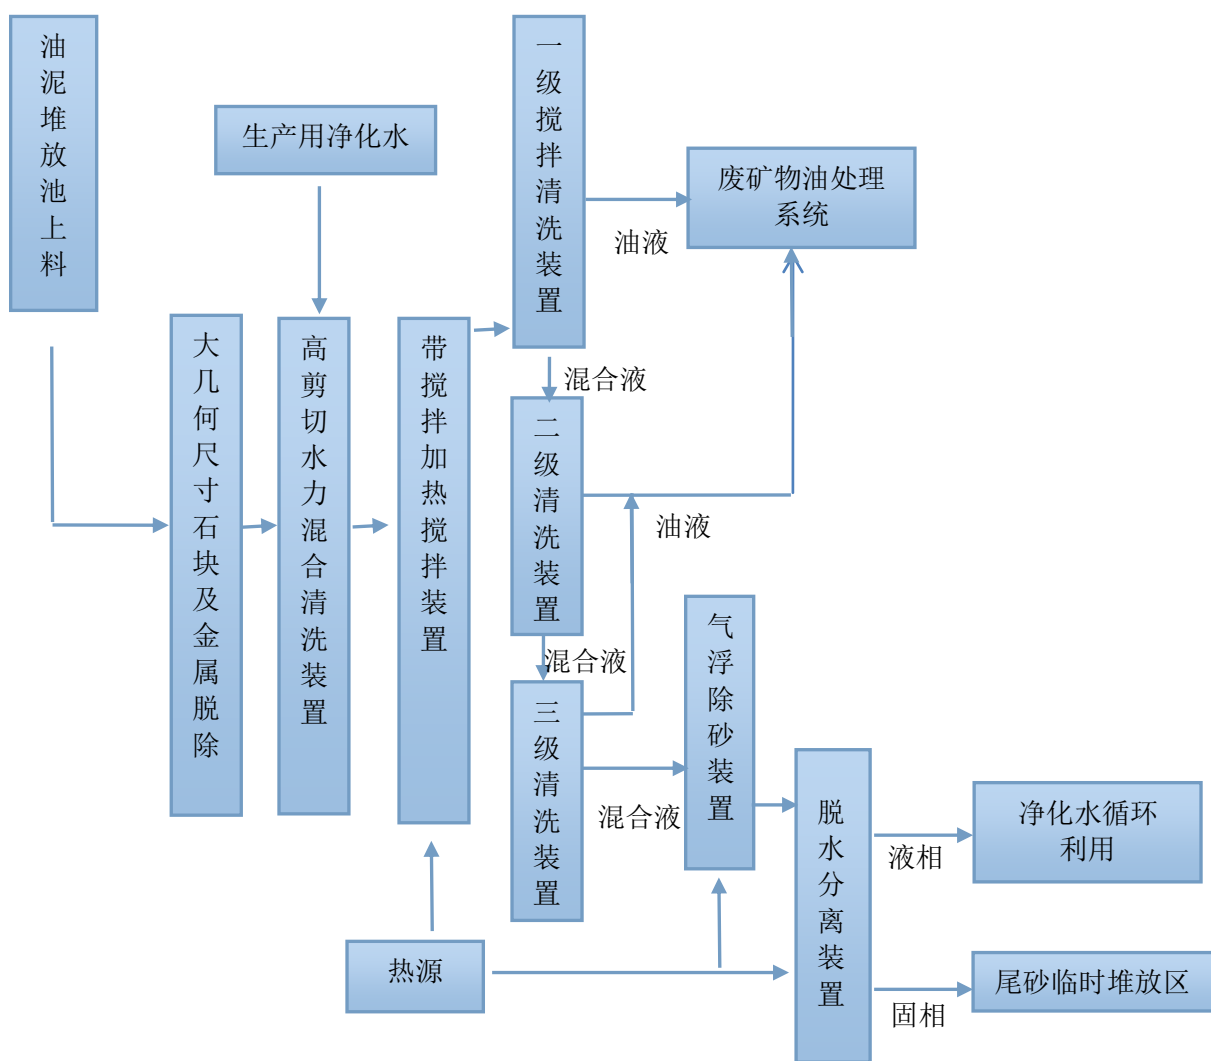 油泥堆放池上料
生产用净化水
大几何尺寸石块及金属脱除
高剪切水力混合清洗装置
带搅拌加热搅拌装置
一级搅拌清洗装置
油液
废矿物油处理
系统
混合液
二级清洗装置
油液
混合液
三级清洗装置
混合液
气浮除砂装置
热源
脱水分离装置
液相
净化水循环
利用
固相
尾砂临时堆放区